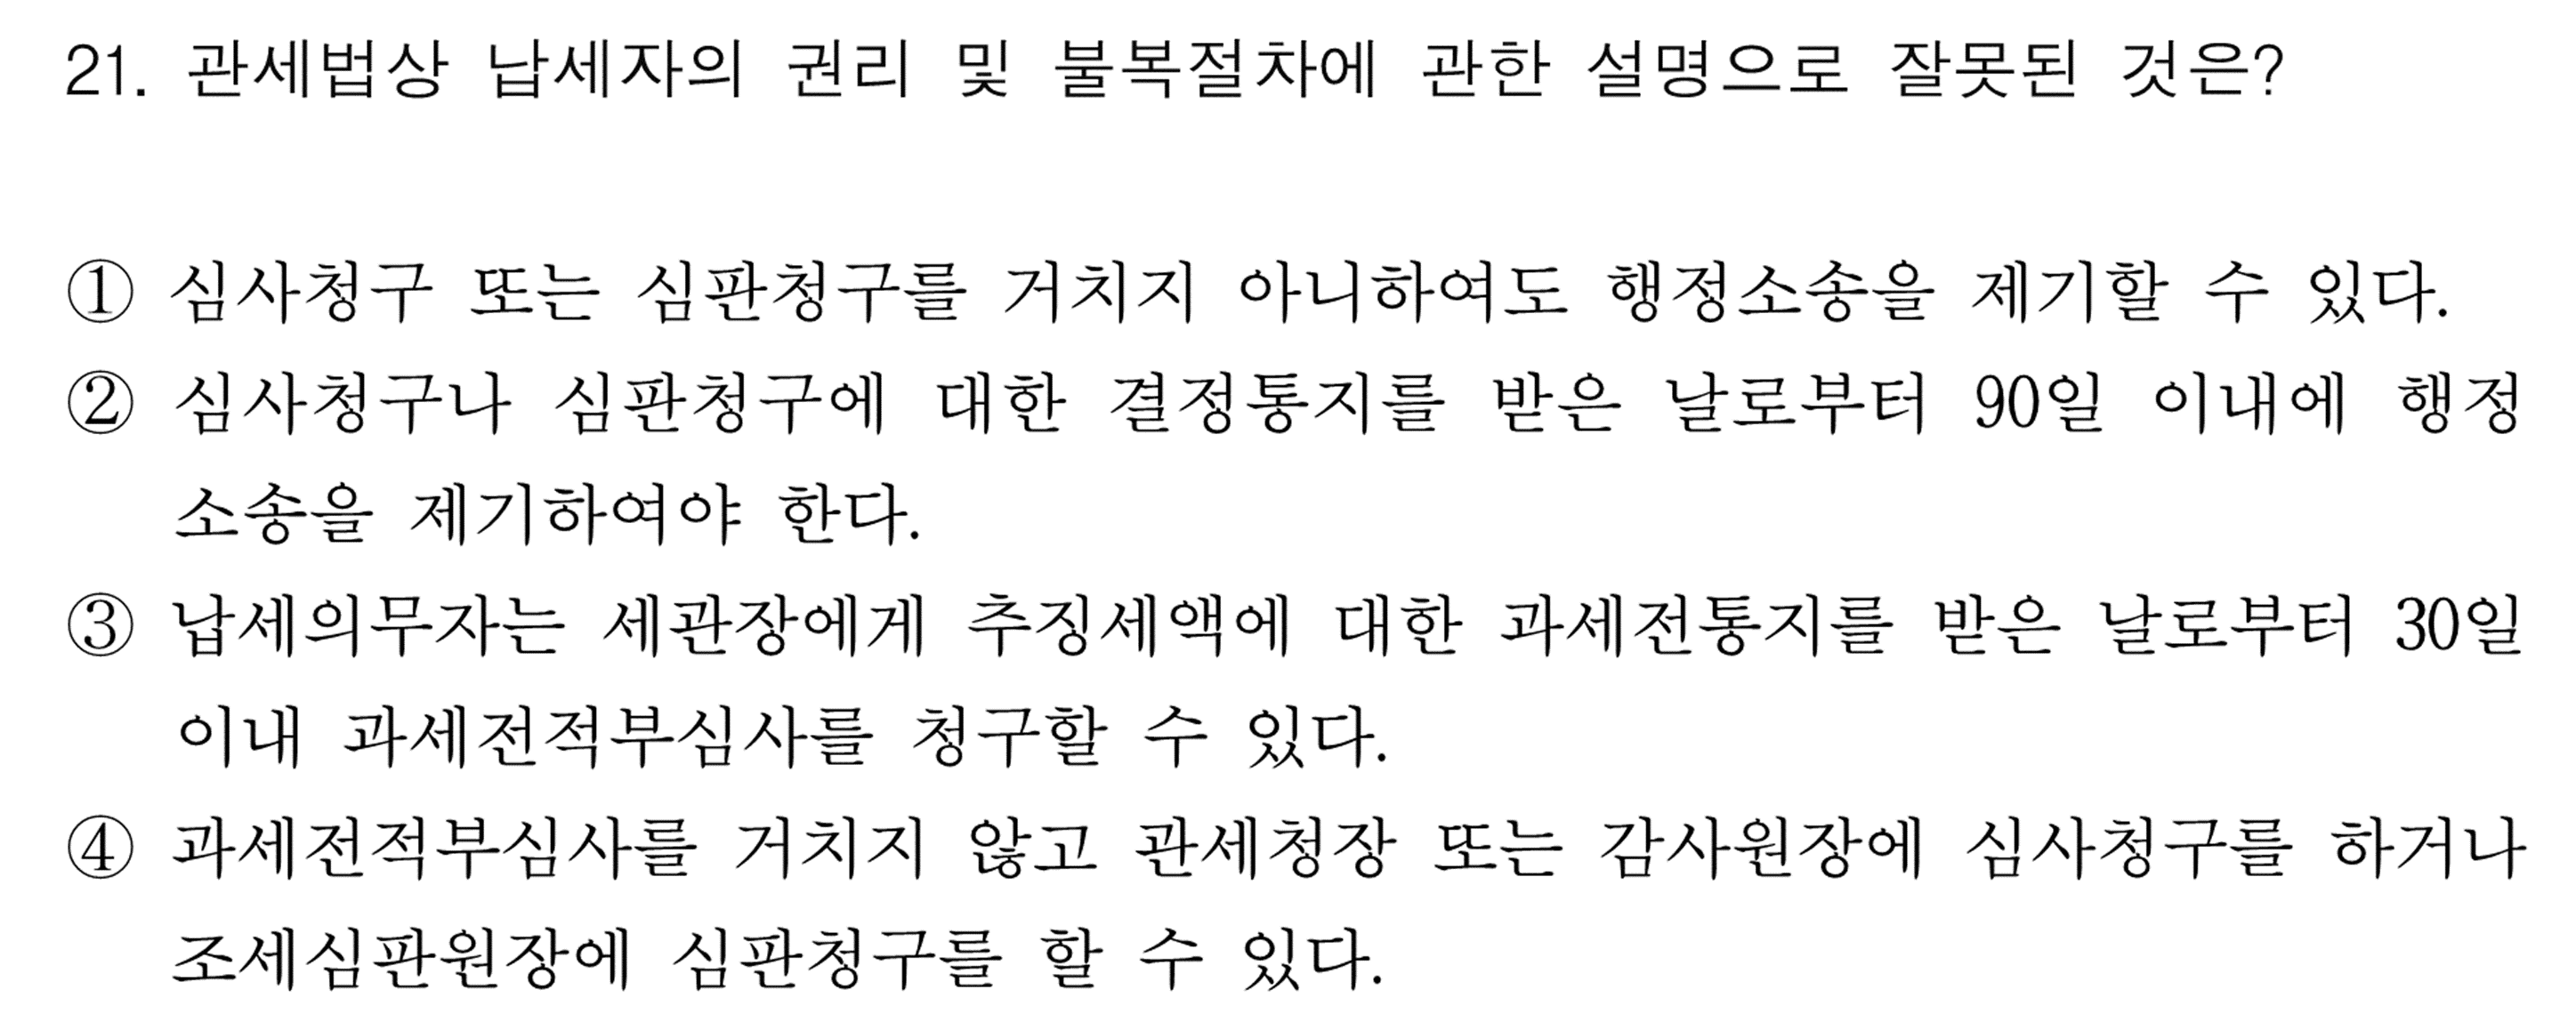 21. 관세법상 납세자의 권리 및 불복절차에 관한 설명으로 잘못된 것은?
① 심사청구 또는 심판청구를 거치지 아니하여도 행정소송을 제기할 수 있다.
② 심사청구나 심판청구에 대한 결정통지를 받은 날로부터 90일 이내에 행정
소송을 제기하여야 한다.
③ 납세의무자는 세관장에게 추징세액에 대한 과세전통지를 받은 날로부터 30일
이내 과세전적부심사를 청구할 수 있다.
④ 과세전적부심사를 거치지 않고 관세청장 또는 감사원장에 심사청구를 하거나
조세심판원장에 심판청구를 할 수 있다.